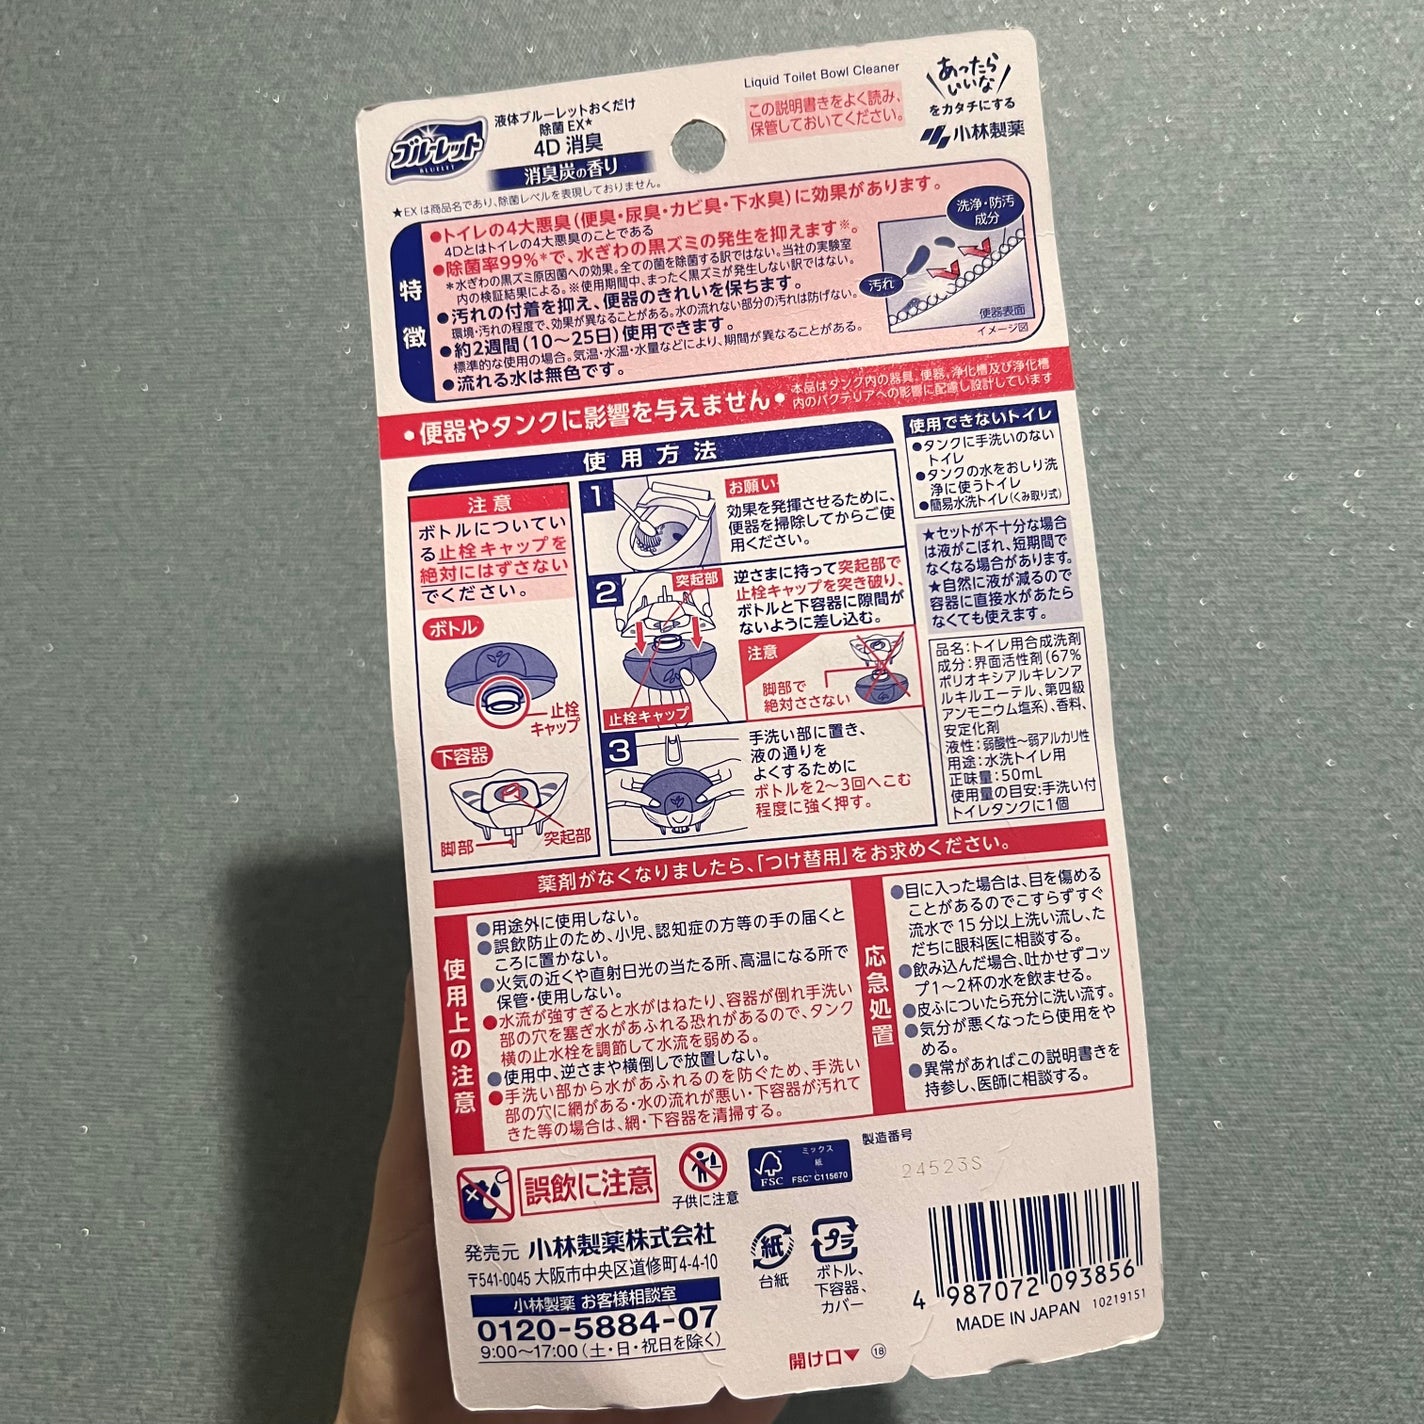 Liquid Toilet Bowl Cleaner
ブルーレット
BLUELET
液体ブルーレットおくだけ
除菌EX★
4D 消臭
消臭炭の香り
この説明書きをよく読み、
保管しておいてください。
あったら
いいな
をカタチにする
小林製薬
★EXは商品名であり、除菌レベルを表現しておりません。
特徴
●トイレの4大悪臭(便臭・尿臭・カビ臭・下水臭)に効果があります。
4Dとはトイレの4大悪臭のことである
●除菌率99%*で、水ぎわの黒ズミの発生を抑えます※。
*水ぎわの黒ズミ原因菌への効果。全ての菌を除菌する訳ではない。当社の実験室
内の検証結果による。※使用期間中、まったく黒ズミが発生しない訳ではない。
●汚れの付着を抑え、便器のきれいを保ちます。
環境・汚れの程度で、効果が異なることがある。水の流れない部分の汚れは防げない。
●約2週間(10〜25日)使用できます。
標準的な使用の場合。気温・水温・水量などにより、期間が異なることがある。
●流れる水は無色です。
洗浄・防汚
成分
汚れ
便器表面
イメージ図
●便器やタンクに影響を与えません●
本品はタンク内の器具、便器、浄化槽及び浄化槽
内のバクテリアへの影響に配慮し設計しています
使用方法
注意
ボトルについてい
る止栓キャップを
絶対にはずさない
でください。
ボトル
止栓
キャップ
下容器
脚部
突起部
1
お願い
効果を発揮させるために、
便器を掃除してからご使
用ください。
2
突起部
止栓キャップ
逆さまに持って突起部で
止栓キャップを突き破り、
ボトルと下容器に隙間が
ないように差し込む。
注意
脚部で
絶対ささない
3
手洗い部に置き、
液の通りを
よくするために
ボトルを2〜3回へこむ
程度に強く押す。
使用できないトイレ
●タンクに手洗いのない
トイレ
●タンクの水をおしり洗
浄に使うトイレ
●簡易水洗トイレ(くみ取り式)
★セットが不十分な場合
は液がこぼれ、短期間で
なくなる場合があります。
★自然に液が減るので
容器に直接水があたら
なくても使えます。
品名:トイレ用合成洗剤
成分:界面活性剤(67%
ポリオキシアルキレンア
ルキルエーテル、第四級
アンモニウム塩系)、香料、
安定化剤
液性:弱酸性〜弱アルカリ性
用途:水洗トイレ用
正味量:50mL
使用量の目安:手洗い付
トイレタンクに1個
薬剤がなくなりましたら、「つけ替用」をお求めください。
使用上の注意
●用途外に使用しない。
●誤飲防止のため、小児、認知症の方等の手の届くと
ころに置かない。
●火気の近くや直射日光の当たる所、高温になる所で
保管・使用しない。
●水流が強すぎると水がはねたり、容器が倒れ手洗い
部の穴を塞ぎ水があふれる恐れがあるので、タンク
横の止水栓を調節して水流を弱める。
●使用中、逆さまや横倒しで放置しない。
●手洗い部から水があふれるのを防ぐため、手洗い
部の穴に網がある・水の流れが悪い・下容器が汚れて
きた等の場合は、網・下容器を清掃する。
応急処置
●目に入った場合は、目を傷める
ことがあるのでこすらずすぐ
流水で15分以上洗い流し、た
だちに眼科医に相談する。
●飲み込んだ場合、吐かせずコッ
プ1〜2杯の水を飲ませる。
●皮ふについたら充分に洗い流す。
●気分が悪くなったら使用をや
める。
●異常があればこの説明書きを
持参し、医師に相談する。
誤飲に注意
子供に注意
FSC
ミックス
紙
FSC™ C115670
製造番号
24523S
発売元 小林製薬株式会社
〒541-0045 大阪市中央区道修町4-4-10
小林製薬 お客様相談室
0120-5884-07
9:00〜17:00(土・日・祝日を除く)
紙
台紙
プラ
ボトル、
下容器、
カバー
4 987072 093856
MADE IN JAPAN 10219151
開け口▼ ⑱